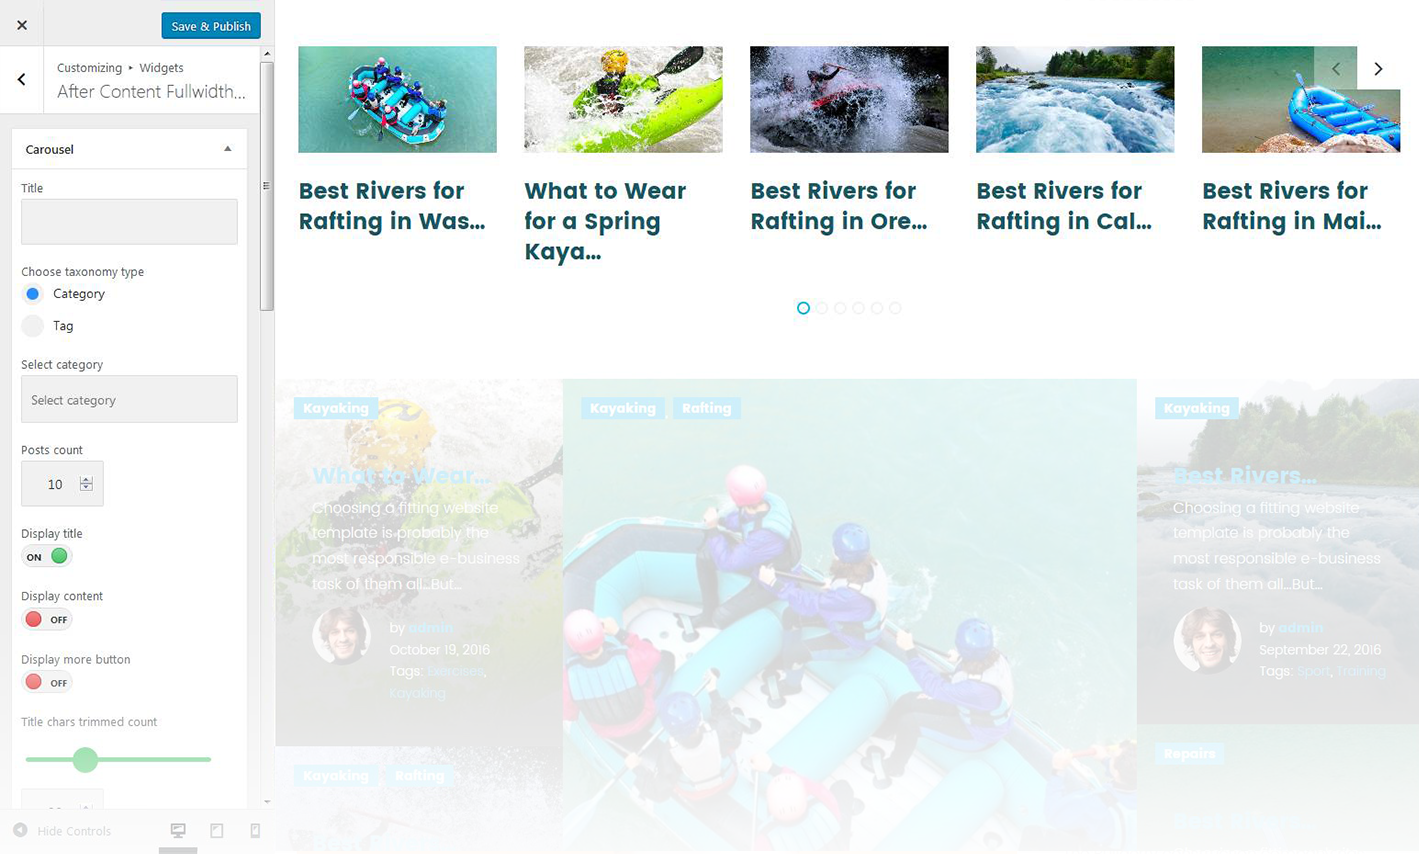 Save & Publish
Customizing ▸ Widgets
After Content Fullwidth...
Carousel
Title
Choose taxonomy type
Category
Tag
Select category
Select category
Posts count
10
Display title
ON
Display content
OFF
Display more button
OFF
Title chars trimmed count
Hide Controls
Best Rivers for
Rafting in Was...
What to Wear
for a Spring
Kaya...
Best Rivers for
Rafting in Ore...
Best Rivers for
Rafting in Cal...
Best Rivers for
Rafting in Mai...
Kayaking
What to Wear...
Choosing a fitting website
template is probably the
most responsible e-business
task of them all...But...
by admin
October 19, 2016
Tags: Exercises,
Kayaking
Kayaking Rafting
Kayaking Rafting
Kayaking
Best Rivers...
Choosing a fitting website
template is probably the
most responsible e-business
task of them all...But...
by admin
September 22, 2016
Tags: Sport, Training
Repairs